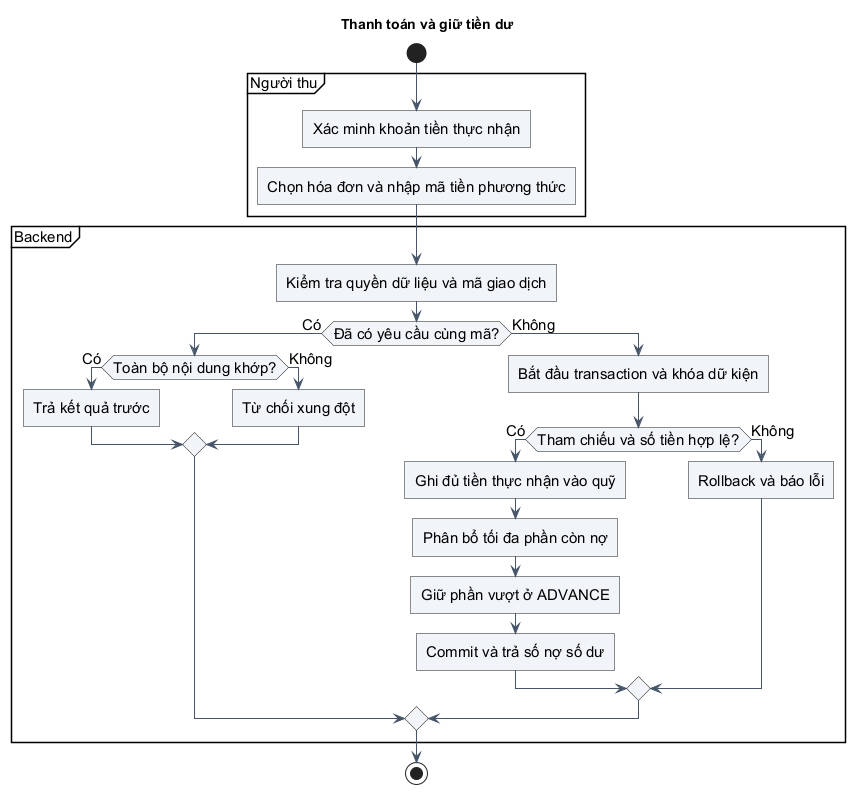 Thanh toán và giữ tiền dư
Người thu
Xác minh khoản tiền thực nhận
Chọn hóa đơn và nhập mã tiền phương thức
Backend
Kiểm tra quyền dữ liệu và mã giao dịch
Đã có yêu cầu cùng mã?
Có
Không
Toàn bộ nội dung khớp?
Có
Không
Trả kết quả trước
Từ chối xung đột
Bắt đầu transaction và khóa dữ kiện
Tham chiếu và số tiền hợp lệ?
Có
Không
Ghi đủ tiền thực nhận vào quỹ
Phân bổ tối đa phần còn nợ
Giữ phần vượt ở ADVANCE
Commit và trả số nợ số dư
Rollback và báo lỗi